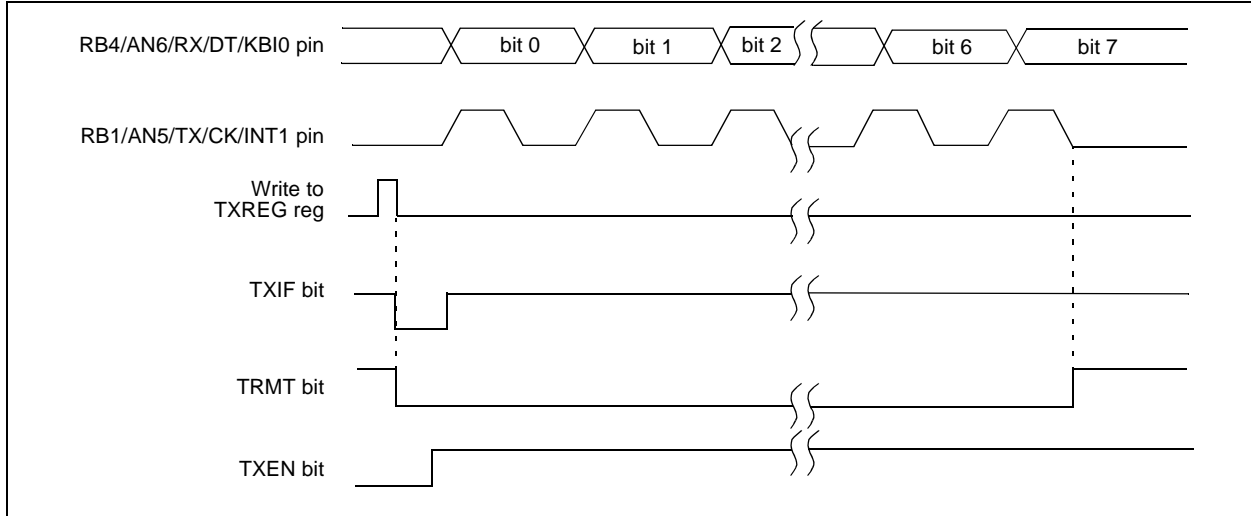 RB4/AN6/RX/DT/KBI0 pin
bit 0 bit 1 bit 2 bit 6 bit 7
RB1/AN5/TX/CK/INT1 pin
Write to
TXREG reg
TXIF bit
TRMT bit
TXEN bit